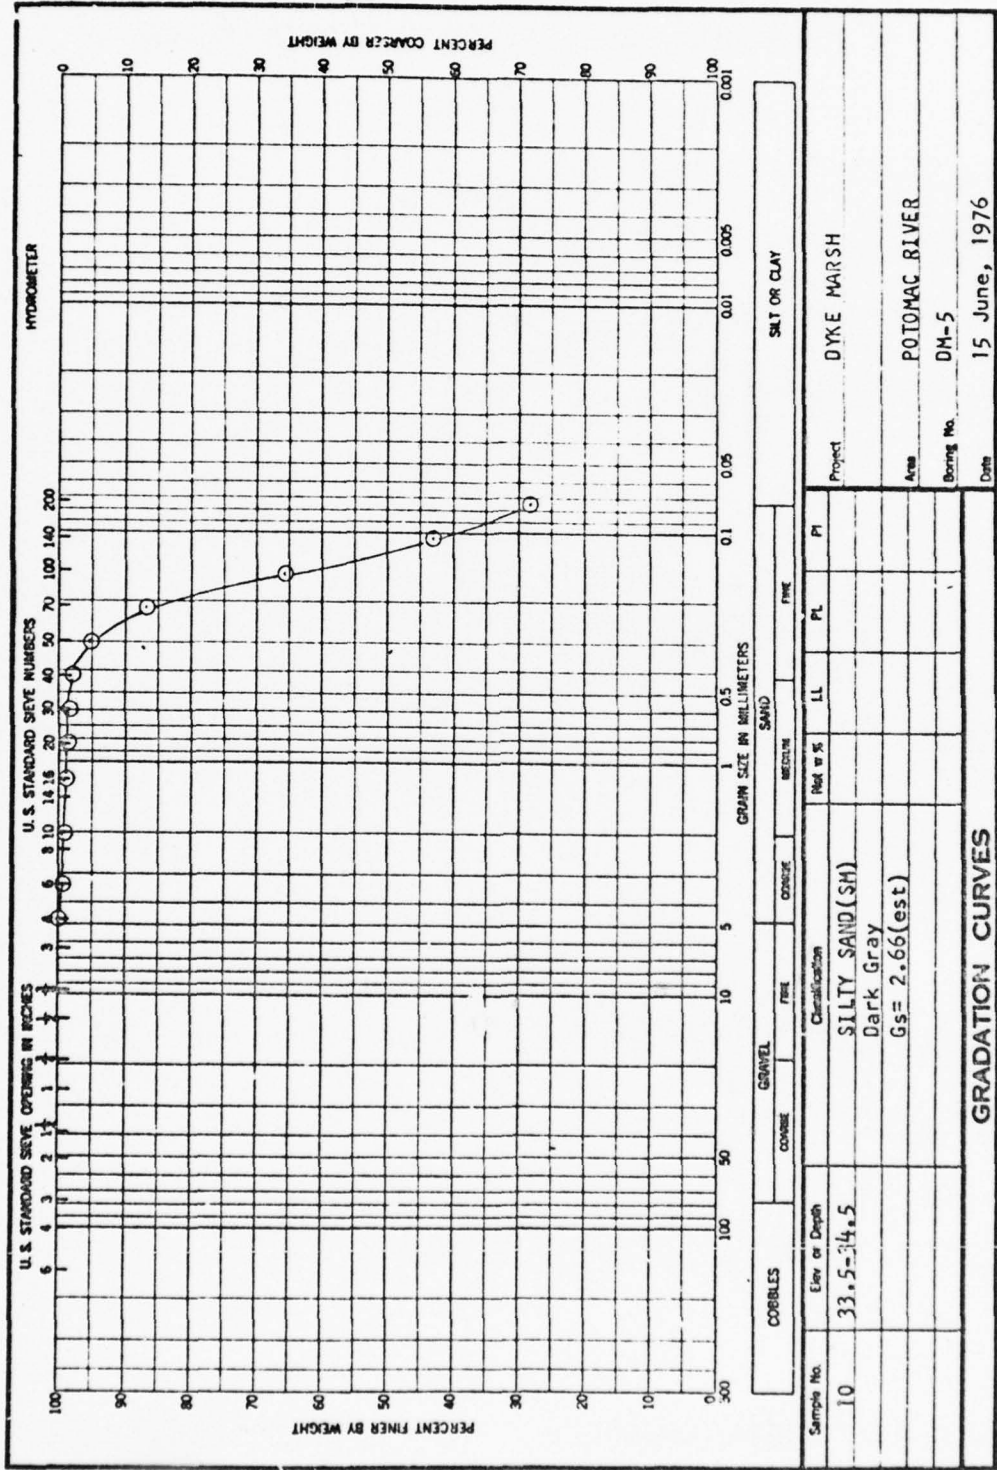 U. S. STANDARD SIEVE OPENING IN INCHES
U. S. STANDARD SIEVE NUMBERS
HYDROMETER
6 4 3 2 1½ 1 ¾ ½ ⅜ 3 4 6 8 10 14 16 20 30 40 50 70 100 140 200
PERCENT FINER BY WEIGHT
100
90
80
70
60
50
40
30
20
10
0
PERCENT COARSER BY WEIGHT
0
10
20
30
40
50
60
70
80
90
100
300 100 50 10 5 1 0.5 0.1 0.05 0.01 0.005 0.001
GRAIN SIZE IN MILLIMETERS
COBBLES
GRAVEL
COARSE
FINE
SAND
COARSE
MEDIUM
FINE
SILT OR CLAY
Sample No.
Elev or Depth
Classification
Nat w %
LL
PL
PI
10
33.5-34.5
SILTY SAND(SM)
Dark Gray
Gs= 2.66(est)
Project DYKE MARSH
Area POTOMAC RIVER
Boring No. DM-5
Date 15 June, 1976
GRADATION CURVES